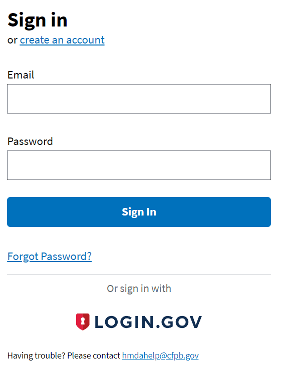 Sign in
or create an account
Email
Password
Sign In
Forgot Password?
Or sign in with
LOGIN.GOV
Having trouble? Please contact hmdahelp@cfpb.gov